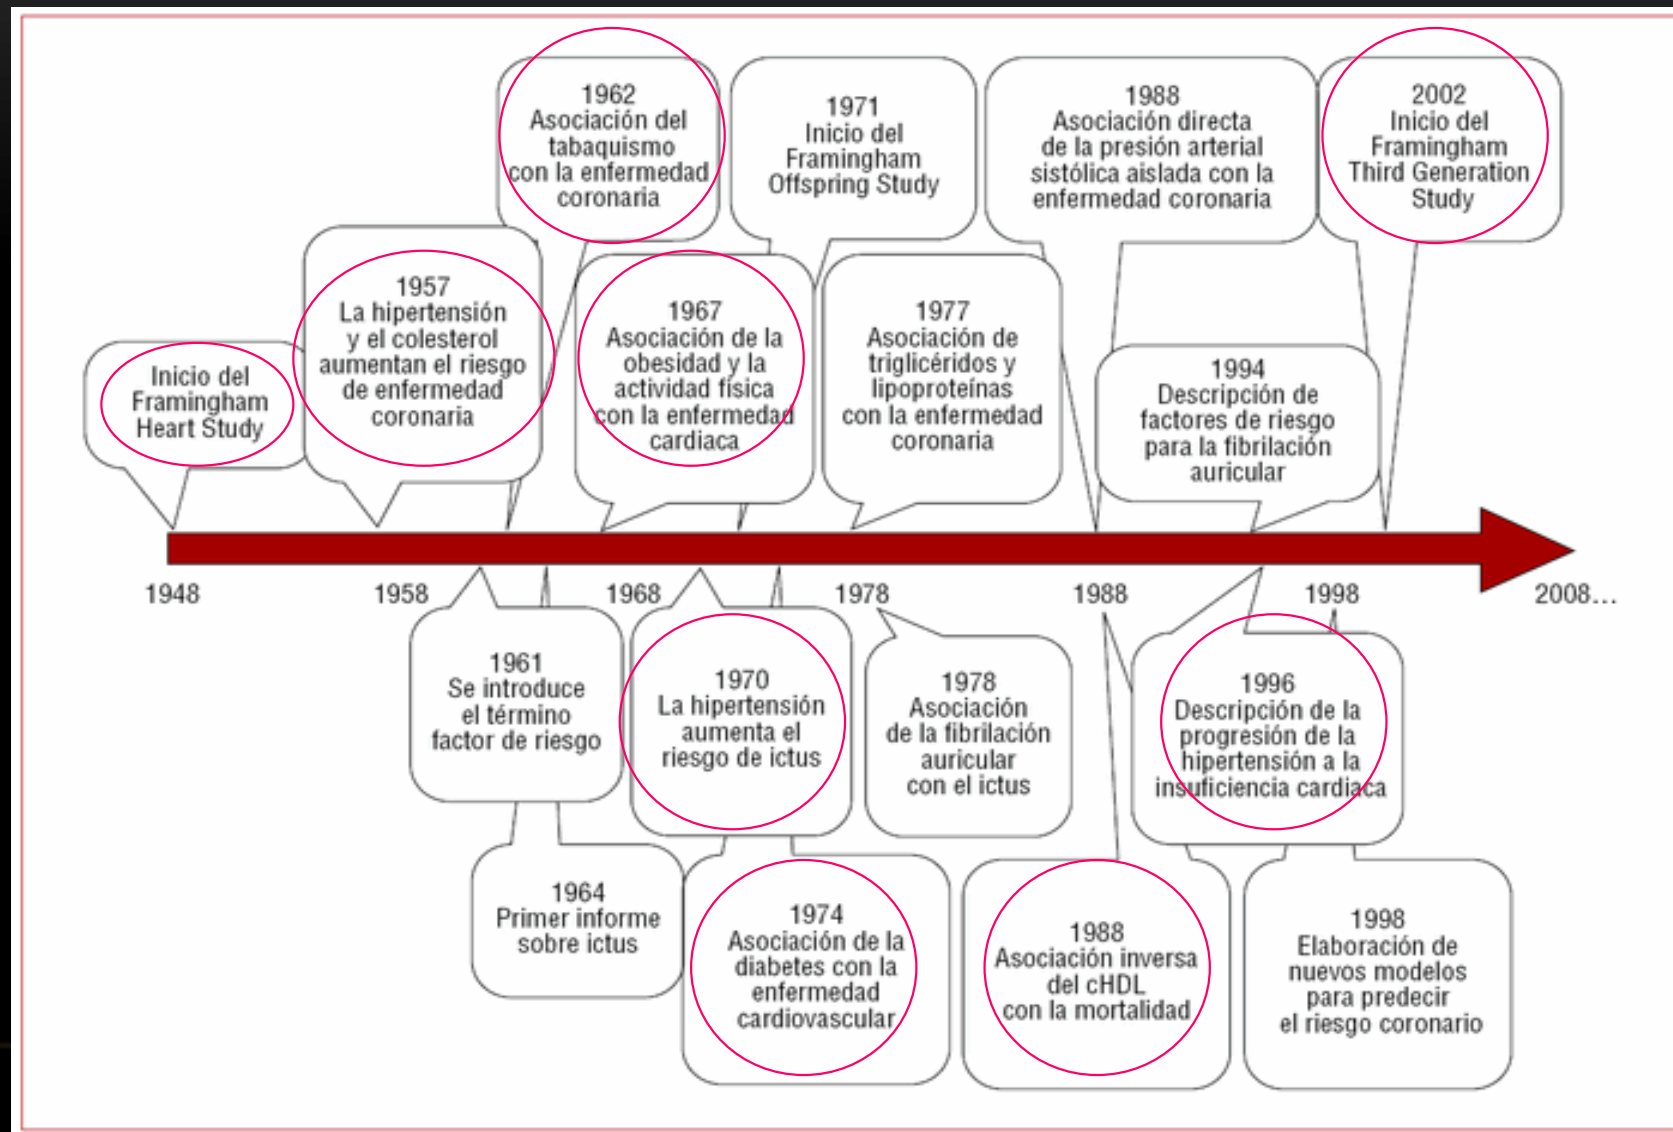 1962
Asociación del
tabaquismo
con la enfermedad
coronaria
1971
Inicio del
Framingham
Offspring Study
1988
Asociación directa
de la presión arterial
sistólica aislada con la
enfermedad coronaria
2002
Inicio del
Framingham
Third Generation
Study
Inicio del
Framingham
Heart Study
1957
La hipertensión
y el colesterol
aumentan el riesgo
de enfermedad
coronaria
1967
Asociación de la
obesidad y la
actividad física
con la enfermedad
cardiaca
1977
Asociación de
triglicéridos y
lipoproteínas
con la enfermedad
coronaria
1994
Descripción de
factores de riesgo
para la fibrilación
auricular
1948
1958
1968
1978
1988
1998
2008...
1961
Se introduce
el término
factor de riesgo
1970
La hipertensión
aumenta el
riesgo de ictus
1978
Asociación
de la fibrilación
auricular
con el ictus
1996
Descripción de la
progresión de la
hipertensión a la
insuficiencia cardiaca
1964
Primer informe
sobre ictus
1974
Asociación de la
diabetes con la
enfermedad
cardiovascular
1988
Asociación inversa
del cHDL
con la mortalidad
1998
Elaboración de
nuevos modelos
para predecir
el riesgo coronario